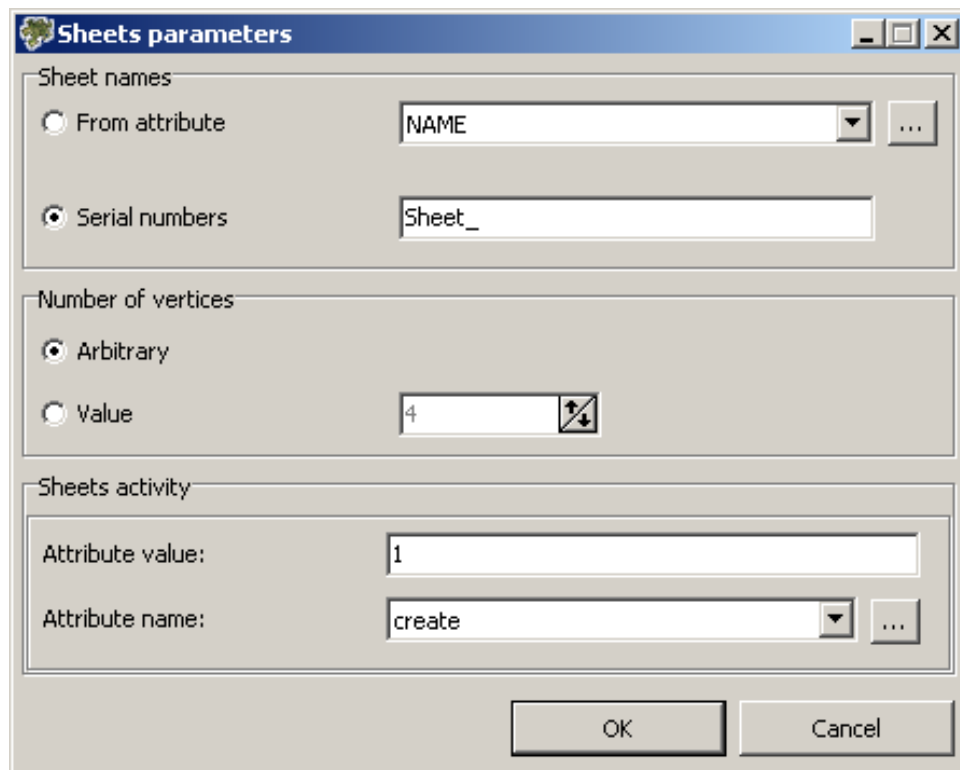 Sheets parameters
Sheet names
From attribute NAME ...
Serial numbers Sheet_
Number of vertices
Arbitrary
Value 4
Sheets activity
Attribute value: 1
Attribute name: create ...
OK Cancel